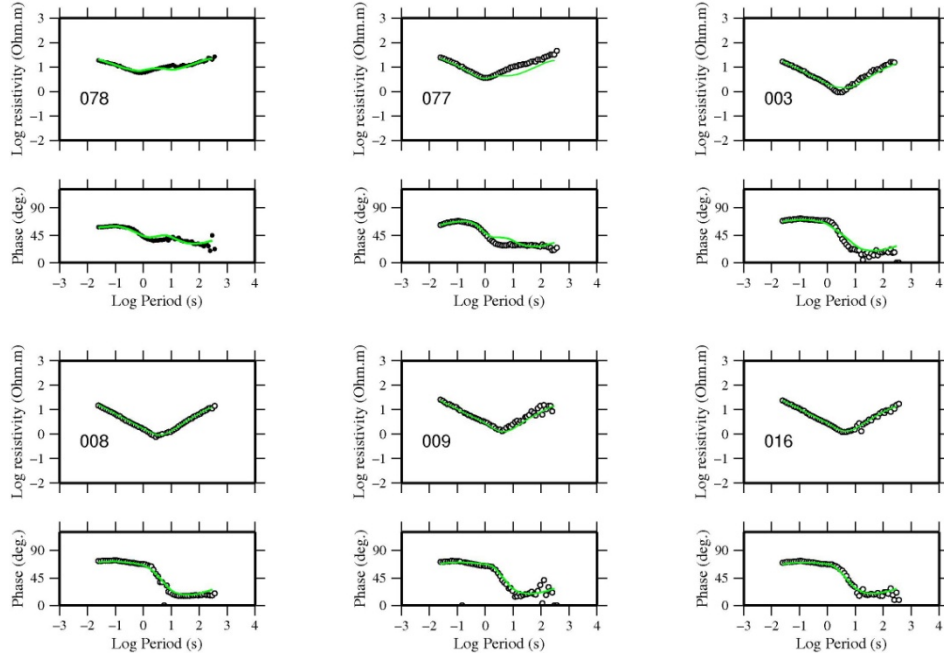 Log resistivity (Ohm.m) 3 2 1 0 −1 −2 078
Log resistivity (Ohm.m) 3 2 1 0 −1 −2 077
Log resistivity (Ohm.m) 3 2 1 0 −1 −2 003
Phase (deg.) 90 45 0
Phase (deg.) 90 45 0
Phase (deg.) 90 45 0
−3 −2 −1 0 1 2 3 4
−3 −2 −1 0 1 2 3 4
−3 −2 −1 0 1 2 3 4
Log Period (s)
Log Period (s)
Log Period (s)
Log resistivity (Ohm.m) 3 2 1 0 −1 −2 008
Log resistivity (Ohm.m) 3 2 1 0 −1 −2 009
Log resistivity (Ohm.m) 3 2 1 0 −1 −2 016
Phase (deg.) 90 45 0
Phase (deg.) 90 45 0
Phase (deg.) 90 45 0
−3 −2 −1 0 1 2 3 4
−3 −2 −1 0 1 2 3 4
−3 −2 −1 0 1 2 3 4
Log Period (s)
Log Period (s)
Log Period (s)